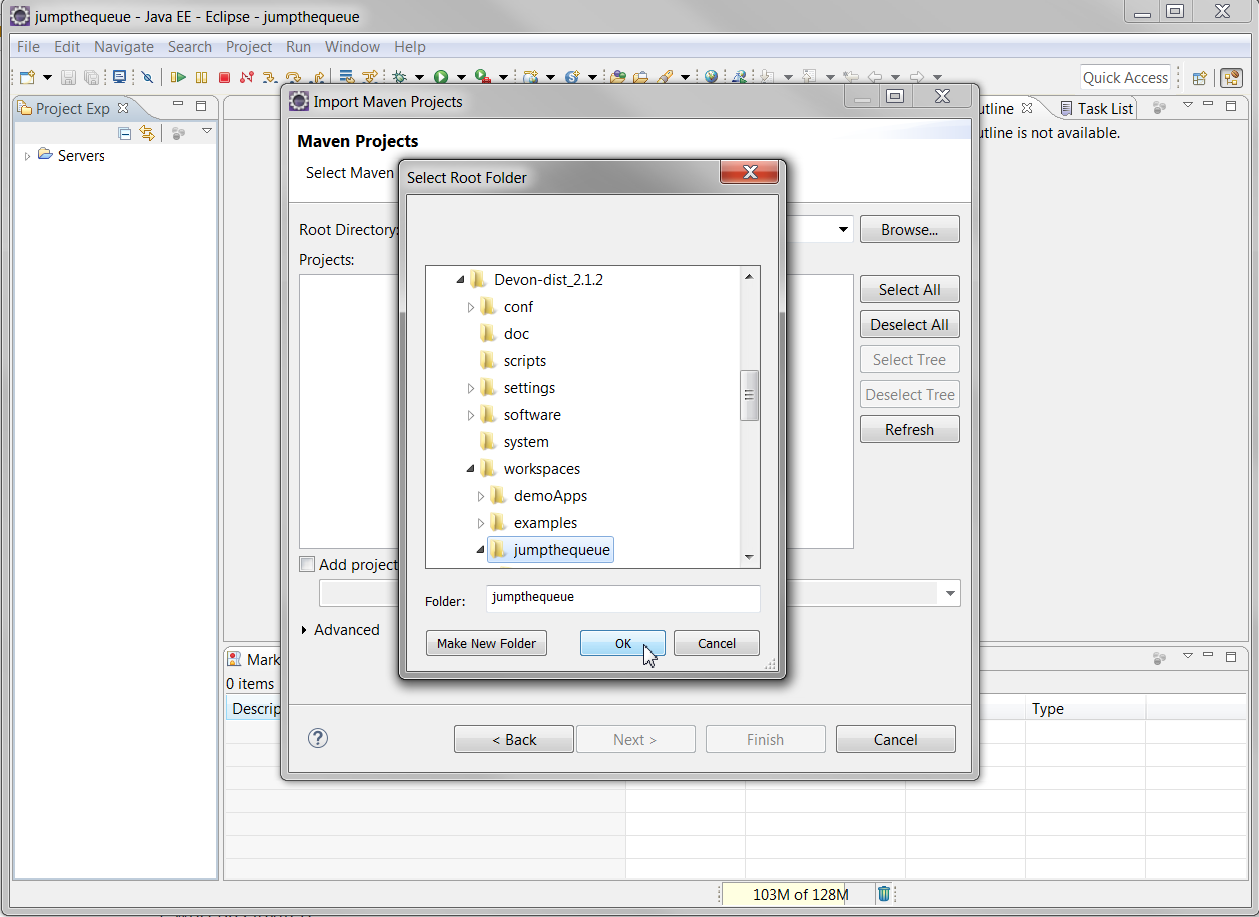 jumpthequeue - Java EE - Eclipse - jumpthequeue
File Edit Navigate Search Project Run Window Help
Quick Access
Project Exp
Servers
utline
Task List
utline is not available.
Import Maven Projects
Maven Projects
Select Maven
Root Directory:
Browse...
Projects:
Select All
Deselect All
Select Tree
Deselect Tree
Refresh
Add project
Advanced
Select Root Folder
Devon-dist_2.1.2
conf
doc
scripts
settings
software
system
workspaces
demoApps
examples
jumpthequeue
Folder: jumpthequeue
Make New Folder OK Cancel
Mark
0 items
Descrip
Type
< Back Next > Finish Cancel
103M of 128M